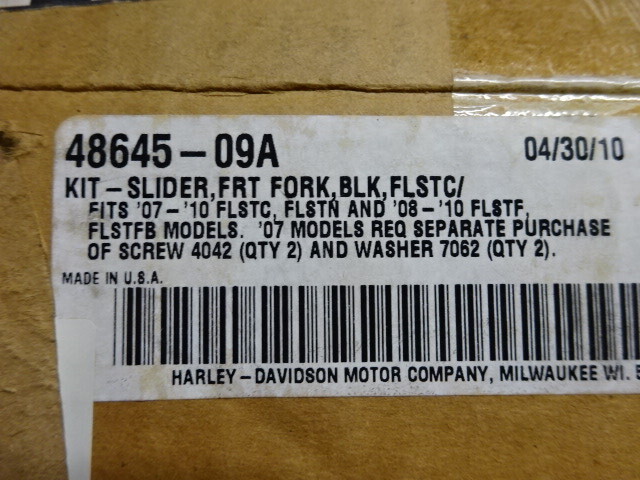 48645-09A 04/30/10
KIT-SLIDER,FRT FORK,BLK,FLSTC/
FITS '07-'10 FLSTC, FLSTN AND '08-'10 FLSTF,
FLSTFB MODELS. '07 MODELS REQ SEPARATE PURCHASE
OF SCREW 4042 (QTY 2) AND WASHER 7062 (QTY 2).
MADE IN U.S.A.
HARLEY-DAVIDSON MOTOR COMPANY, MILWAUKEE WI.